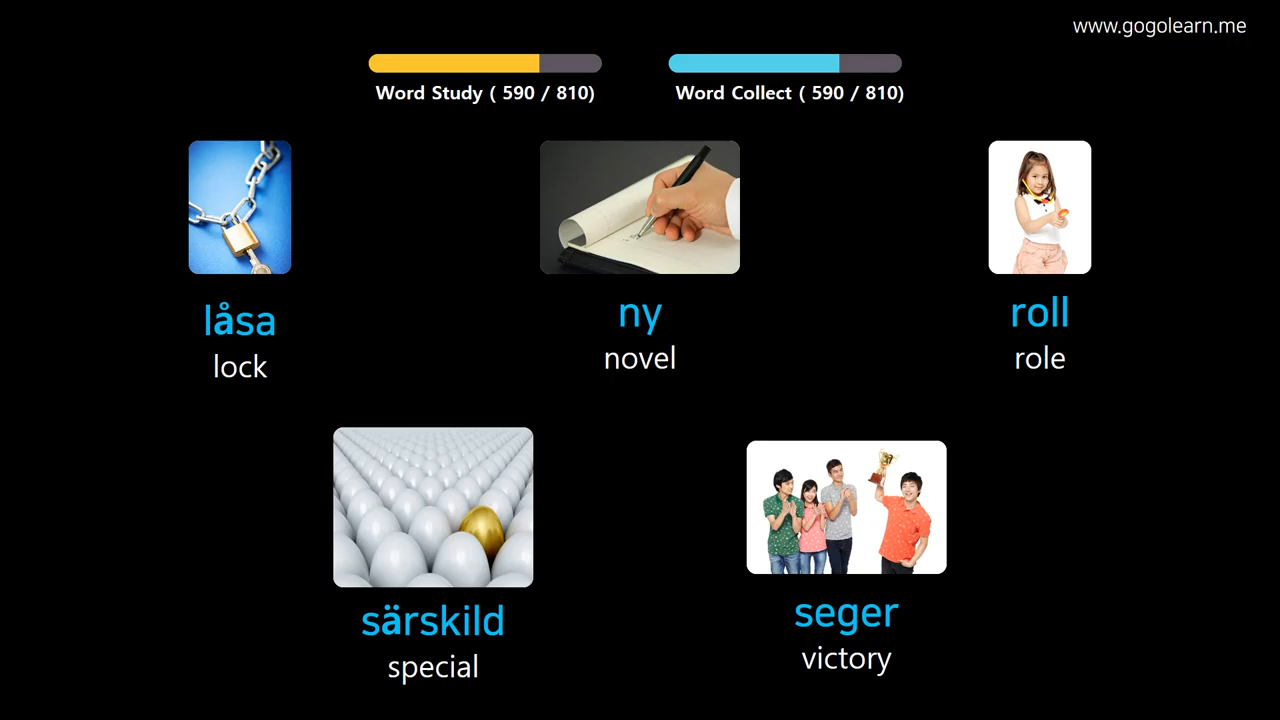 www.gogolearn.me
Word Study ( 590 / 810)
Word Collect ( 590 / 810)
låsa
lock
ny
novel
roll
role
särskild
special
seger
victory